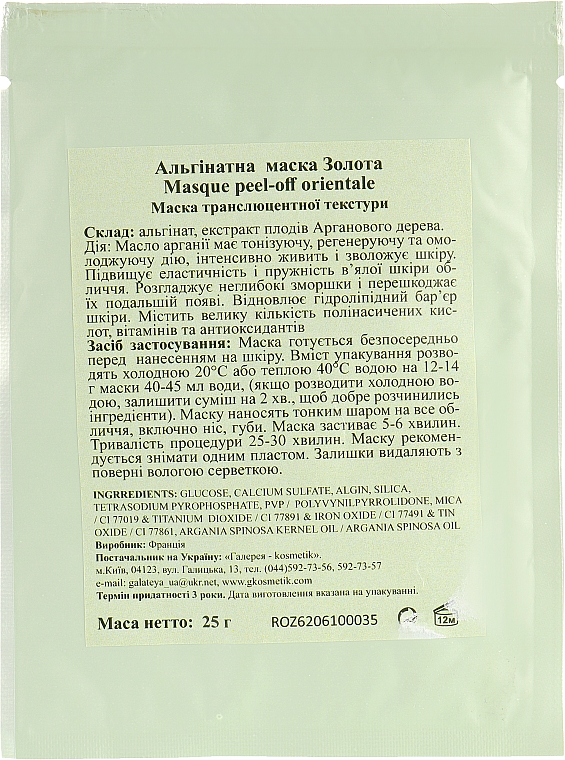 Альгінатна маска Золота
Masque peel-off orientale
Маска транслюцентної текстури
Склад: альгінат, екстракт плодів Арганового дерева.
Дія: Масло арганії має тонізуючу, регенеруючу та омо-
лоджуючу дію, інтенсивно живить і зволожує шкіру.
Підвищує еластичність і пружність в'ялої шкіри об-
личчя. Розгладжує неглибокі зморшки і перешкоджає
їх подальшій появі. Відновлює гідроліпідний бар'єр
шкіри. Містить велику кількість полінасичених кис-
лот, вітамінів та антиоксидантів
Засіб застосування: Маска готується безпосередньо
перед нанесенням на шкіру. Вміст упакування розво-
дять холодною 20°С або теплою 40°С водою на 12-14
г маски 40-45 мл води, (якщо розводити холодною во-
дою, залишити суміш на 2 хв., щоб добре розчинились
інгредієнти). Маску наносять тонким шаром на все об-
личчя, включно ніс, губи. Маска застиває 5-6 хвилин.
Тривалість процедури 25-30 хвилин. Маску рекомен-
дується знімати одним пластом. Залишки видаляють з
поверні вологою серветкою.
INGRREDIENTS: GLUCOSE, CALCIUM SULFATE, ALGIN, SILICA,
TETRASODIUM PYROPHOSPHATE, PVP / POLYVYNILPYRROLIDONE, MICA
/ CI 77019 & TITANIUM DIOXIDE / CI 77891 & IRON OXIDE / CI 77491 & TIN
OXIDE / CI 77861, ARGANIA SPINOSA KERNEL OIL / ARGANIA SPINOSA OIL
Виробник: Франція
Постачальник на Україну: «Галерея - kosmetik».
м.Київ, 04123, вул. Галицька, 13, тел. (044)592-73-56, 592-73-57
e-mail: galateya_ua@ukr.net, www.gkosmetik.com
Термін придатності 3 роки. Дата виготовлення вказана на упакуванні.
Маса нетто: 25 г ROZ6206100035 12м